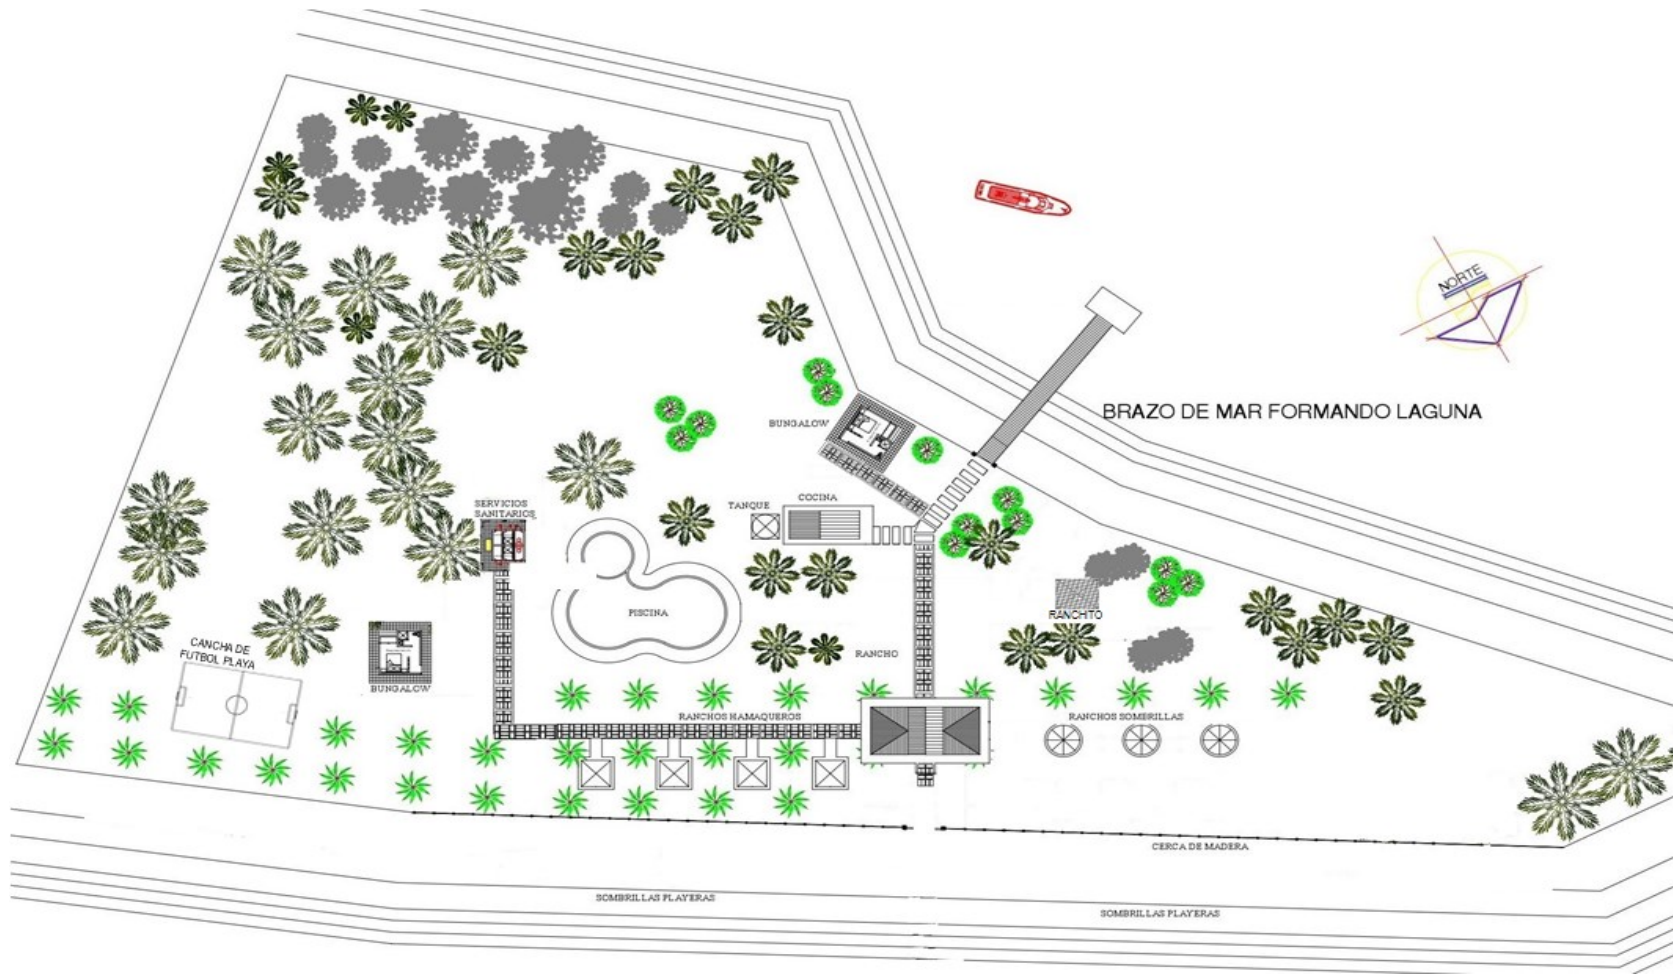 NORTE
BRAZO DE MAR FORMANDO LAGUNA
BUNGALOW
COCINA
TANQUE
SERVICIOS
SANITARIOS
PISCINA
RANCHITO
CANCHA DE
FUTBOL PLAYA
RANCHO
BUNGALOW
RANCHOS HAMAQUEROS
RANCHOS SOMBRILLAS
CERCA DE MADERA
SOMBRILLAS PLAYERAS
SOMBRILLAS PLAYERAS